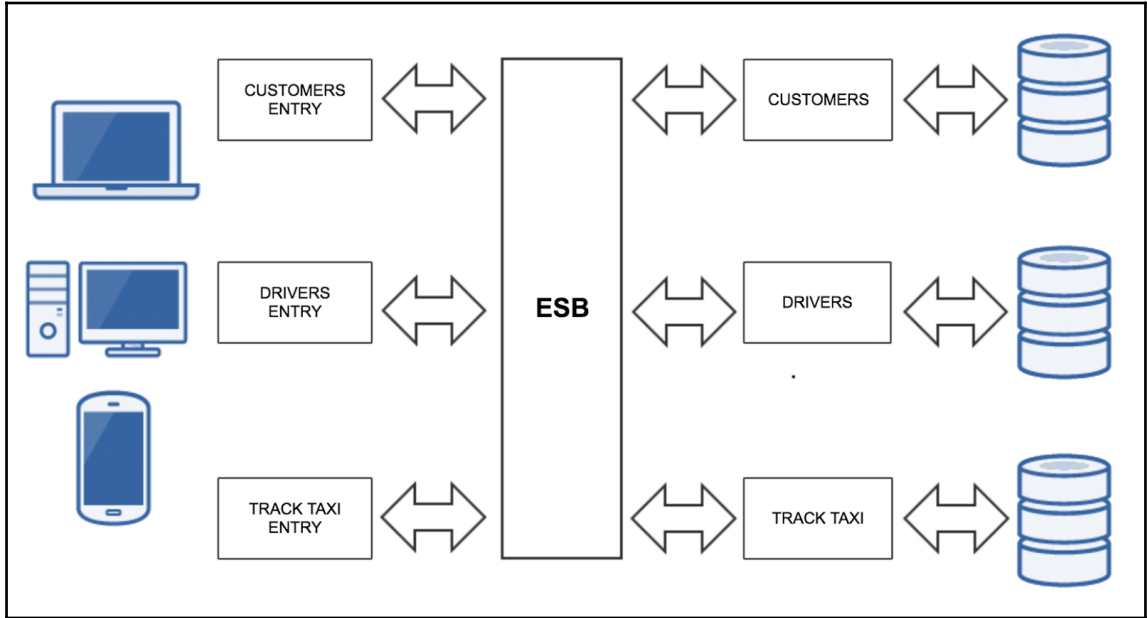 CUSTOMERS
ENTRY
CUSTOMERS
DRIVERS
ENTRY
ESB
DRIVERS
TRACK TAXI
ENTRY
TRACK TAXI